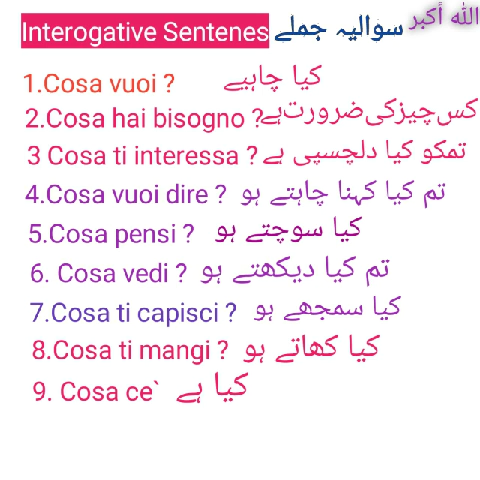 Interogative Sentenes سوالیہ جملے الله أكبر
1.Cosa vuoi ? کیا چاہیے
2.Cosa hai bisogno ? کس چیز کی ضرورت ہے
3 Cosa ti interessa ? تمکو کیا دلچسپی ہے
4.Cosa vuoi dire ? تم کیا کہنا چاہتے ہو
5.Cosa pensi ? کیا سوچتے ہو
6. Cosa vedi ? تم کیا دیکھتے ہو
7.Cosa ti capisci ? کیا سمجھے ہو
8.Cosa ti mangi ? کیا کھاتے ہو
9. Cosa ce` کیا ہے